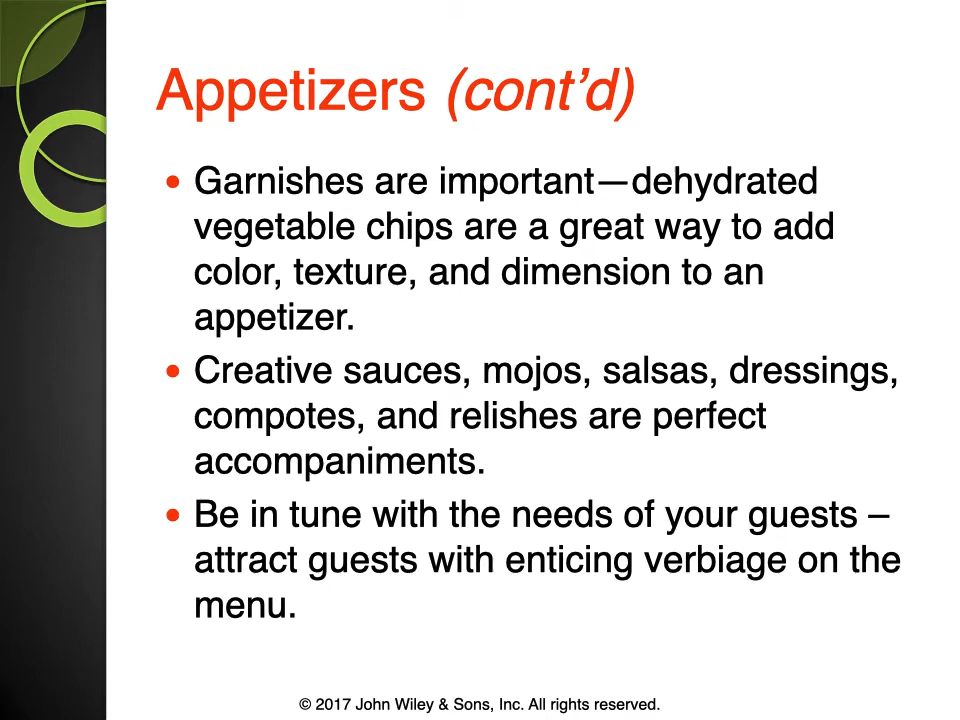 Appetizers (cont’d)
• Garnishes are important—dehydrated
vegetable chips are a great way to add
color, texture, and dimension to an
appetizer.
• Creative sauces, mojos, salsas, dressings,
compotes, and relishes are perfect
accompaniments.
• Be in tune with the needs of your guests –
attract guests with enticing verbiage on the
menu.
© 2017 John Wiley & Sons, Inc. All rights reserved.